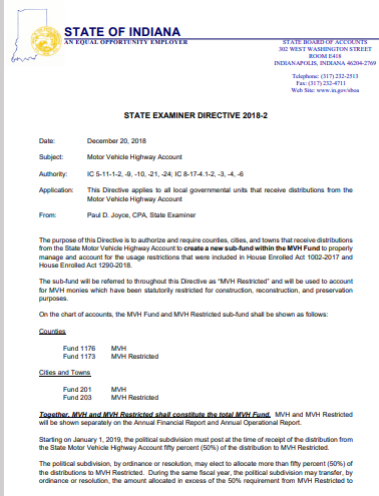 STATE OF INDIANA
AN EQUAL OPPORTUNITY EMPLOYER
STATE BOARD OF ACCOUNTS
302 WEST WASHINGTON STREET
ROOM E418
INDIANAPOLIS, INDIANA 46204-2769
Telephone: (317) 232-2513
Fax: (317) 232-4711
Web Site: www.in.gov/sboa
STATE EXAMINER DIRECTIVE 2018-2
Date: December 20, 2018
Subject: Motor Vehicle Highway Account
Authority: IC 5-11-1-2, -9, -10, -21, -24; IC 8-17-4.1-2, -3, -4, -6
Application: This Directive applies to all local governmental units that receive distributions from the
Motor Vehicle Highway Account
From: Paul D. Joyce, CPA, State Examiner
The purpose of this Directive is to authorize and require counties, cities, and towns that receive distributions
from the State Motor Vehicle Highway Account to create a new sub-fund within the MVH Fund to properly
manage and account for the usage restrictions that were included in House Enrolled Act 1002-2017 and
House Enrolled Act 1290-2018.
The sub-fund will be referred to throughout this Directive as "MVH Restricted" and will be used to account
for MVH monies which have been statutorily restricted for construction, reconstruction, and preservation
purposes.
On the chart of accounts, the MVH Fund and MVH Restricted sub-fund shall be shown as follows:
Counties
Fund 1176 MVH
Fund 1173 MVH Restricted
Cities and Towns
Fund 201 MVH
Fund 203 MVH Restricted
Together, MVH and MVH Restricted shall constitute the total MVH Fund. MVH and MVH Restricted
will be shown separately on the Annual Financial Report and Annual Operational Report.
Starting on January 1, 2019, the political subdivision must post at the time of receipt of the distribution from
the State Motor Vehicle Highway Account fifty percent (50%) of the distribution to MVH Restricted.
The political subdivision, by ordinance or resolution, may elect to allocate more than fifty percent (50%) of
the distributions to MVH Restricted. During the same fiscal year, the political subdivision may transfer, by
ordinance or resolution, the amount allocated in excess of the 50% requirement from MVH Restricted to